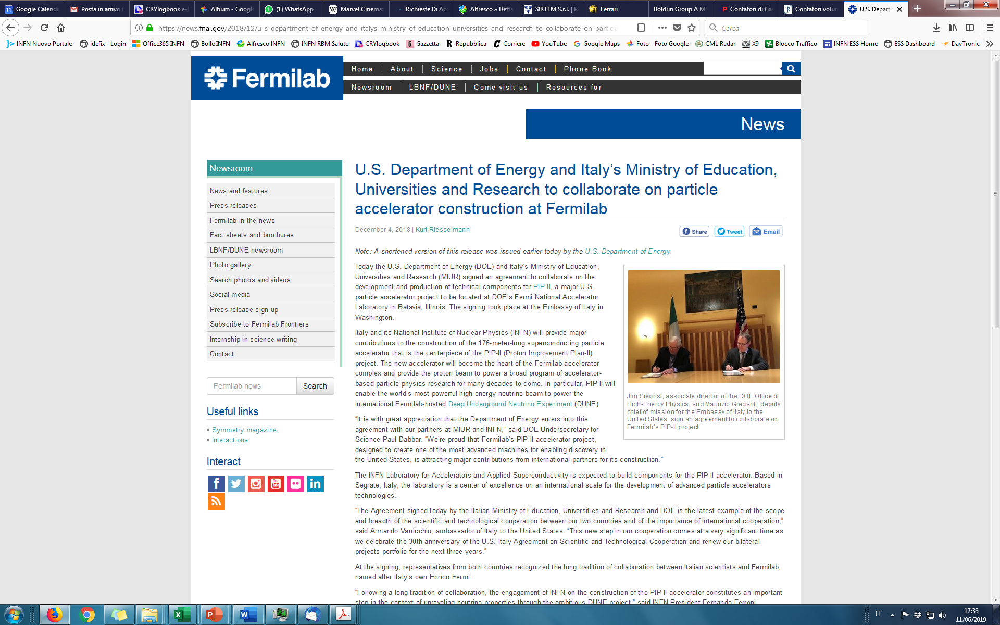 Google Calenda
Posta in arrivo (
CRYlogbook e-
Album - Googl
(1) WhatsApp
Marvel Cinemat
Richieste Di Acc
Alfresco » Detta
SIRTEM S.r.l. | P
Ferrari
Boldrin Group A ME
Contatori di Ga
Contatori volur
U.S. Departm
https://news.fnal.gov/2018/12/u-s-department-of-energy-and-italys-ministry-of-education-universities-and-research-to-collaborate-on-particle
Cerca
INFN Nuovo Portale
idefix - Login
Office365 INFN
Bolle INFN
Alfresco INFN
INFN RBM Salute
CRYlogbook
Gazzetta
Repubblica
Corriere
YouTube
Google Maps
Foto - Foto Google
CML Radar
X9
Blocco Traffico
INFN ESS Home
ESS Dashboard
DayTronic
Fermilab
Home
About
Science
Jobs
Contact
Phone Book
Newsroom
LBNF/DUNE
Come visit us
Resources for
News
Newsroom
News and features
Press releases
Fermilab in the news
Fact sheets and brochures
LBNF/DUNE newsroom
Photo gallery
Search photos and videos
Social media
Press release sign-up
Subscribe to Fermilab Frontiers
Internship in science writing
Contact
Fermilab news
Search
Useful links
Symmetry magazine
Interactions
Interact
U.S. Department of Energy and Italy’s Ministry of Education,
Universities and Research to collaborate on particle
accelerator construction at Fermilab
December 4, 2018 | Kurt Riesselmann
Share
Tweet
Email
Note: A shortened version of this release was issued earlier today by the U.S. Department of Energy.
Today the U.S. Department of Energy (DOE) and Italy’s Ministry of Education,
Universities and Research (MIUR) signed an agreement to collaborate on the
development and production of technical components for PIP-II, a major U.S.
particle accelerator project to be located at DOE’s Fermi National Accelerator
Laboratory in Batavia, Illinois. The signing took place at the Embassy of Italy in
Washington.
Italy and its National Institute of Nuclear Physics (INFN) will provide major
contributions to the construction of the 176-meter-long superconducting particle
accelerator that is the centerpiece of the PIP-II (Proton Improvement Plan-II)
project. The new accelerator will become the heart of the Fermilab accelerator
complex and provide the proton beam to power a broad program of accelerator-
based particle physics research for many decades to come. In particular, PIP-II will
enable the world’s most powerful high-energy neutrino beam to power the
international Fermilab-hosted Deep Underground Neutrino Experiment (DUNE).
Jim Siegrist, associate director of the DOE Office of
High-Energy Physics, and Maurizio Greganti, deputy
chief of mission for the Embassy of Italy to the
United States, sign an agreement to collaborate on
Fermilab’s PIP-II project.
“It is with great appreciation that the Department of Energy enters into this
agreement with our partners at MIUR and INFN,” said DOE Undersecretary for
Science Paul Dabbar. “We’re proud that Fermilab’s PIP-II accelerator project,
designed to create one of the most advanced machines for enabling discovery in
the United States, is attracting major contributions from international partners for its construction.”
The INFN Laboratory for Accelerators and Applied Superconductivity is expected to build components for the PIP-II accelerator. Based in
Segrate, Italy, the laboratory is a center of excellence on an international scale for the development of advanced particle accelerators
technologies.
“The Agreement signed today by the Italian Ministry of Education, Universities and Research and DOE is the latest example of the scope
and breadth of the scientific and technological cooperation between our two countries and of the importance of international cooperation,”
said Armando Varricchio, ambassador of Italy to the United States. “This new step in our cooperation comes at a very significant time as
we celebrate the 30th anniversary of the U.S.-Italy Agreement on Scientific and Technological Cooperation and renew our bilateral
projects portfolio for the next three years.”
At the signing, representatives from both countries recognized the long tradition of collaboration between Italian scientists and Fermilab,
named after Italy’s own Enrico Fermi.
“Following a long tradition of collaboration, the engagement of INFN on the construction of the PIP-II accelerator constitutes an important
step in the context of unraveling neutrino properties through the ambitious DUNE project,” said INFN President Fernando Ferroni.
IT
17:33
11/06/2019